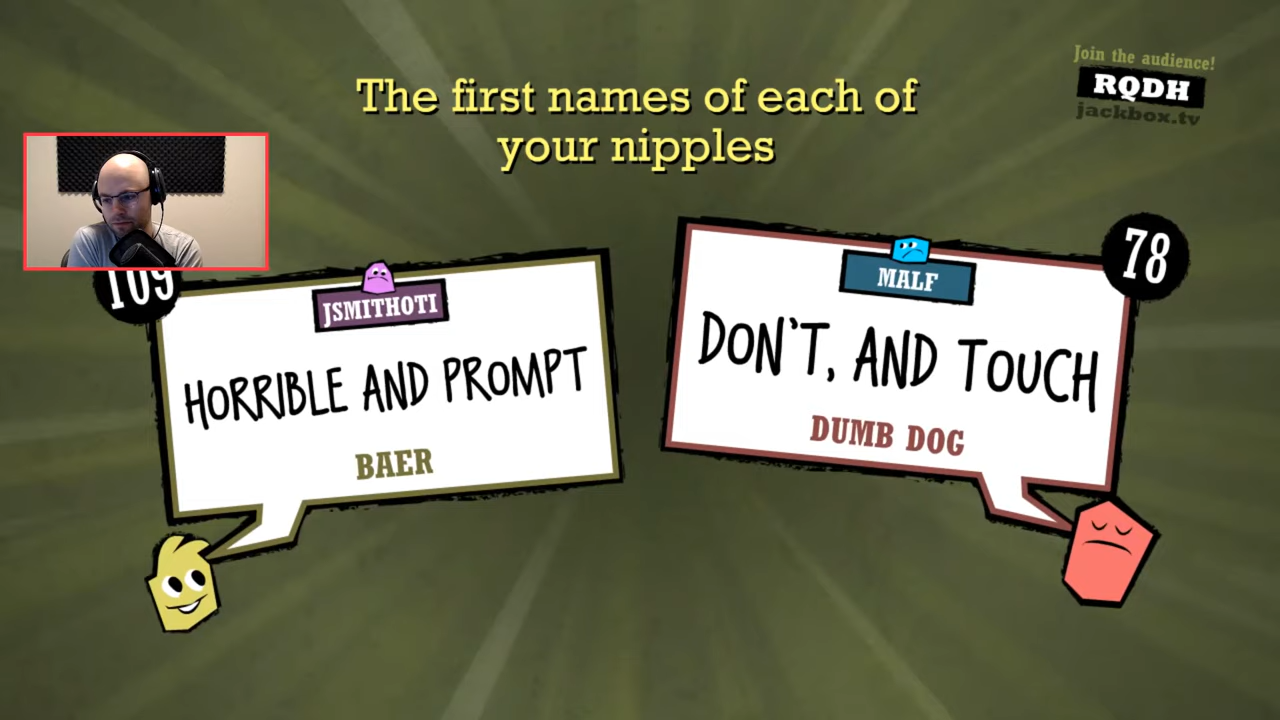 The first names of each of
your nipples
Join the audience!
RQDH
jackbox.tv
109
JSMITHOTI
HORRIBLE AND PROMPT
BAER
78
MALF
DON'T, AND TOUCH
DUMB DOG